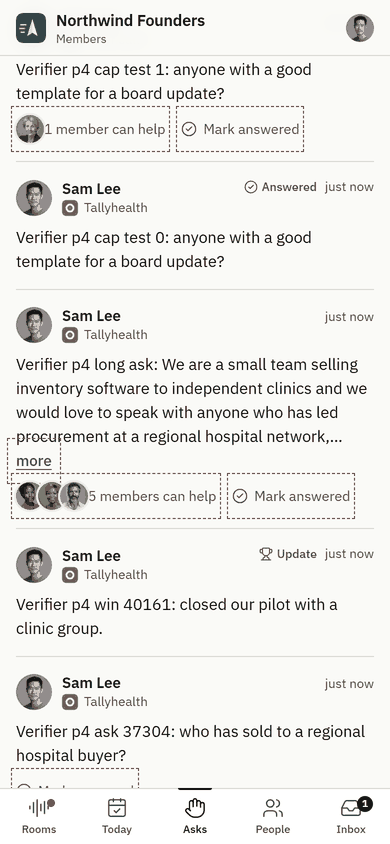 Northwind Founders
Members
Verifier p4 cap test 1: anyone with a good
template for a board update?
1 member can help
Mark answered
Sam Lee
Answered just now
Tallyhealth
Verifier p4 cap test 0: anyone with a good
template for a board update?
Sam Lee
just now
Tallyhealth
Verifier p4 long ask: We are a small team selling
inventory software to independent clinics and we
would love to speak with anyone who has led
procurement at a regional hospital network,...
more
5 members can help
Mark answered
Sam Lee
Update just now
Tallyhealth
Verifier p4 win 40161: closed our pilot with a
clinic group.
Sam Lee
just now
Tallyhealth
Verifier p4 ask 37304: who has sold to a regional
hospital buyer?
1
Rooms
Today
Asks
People
Inbox